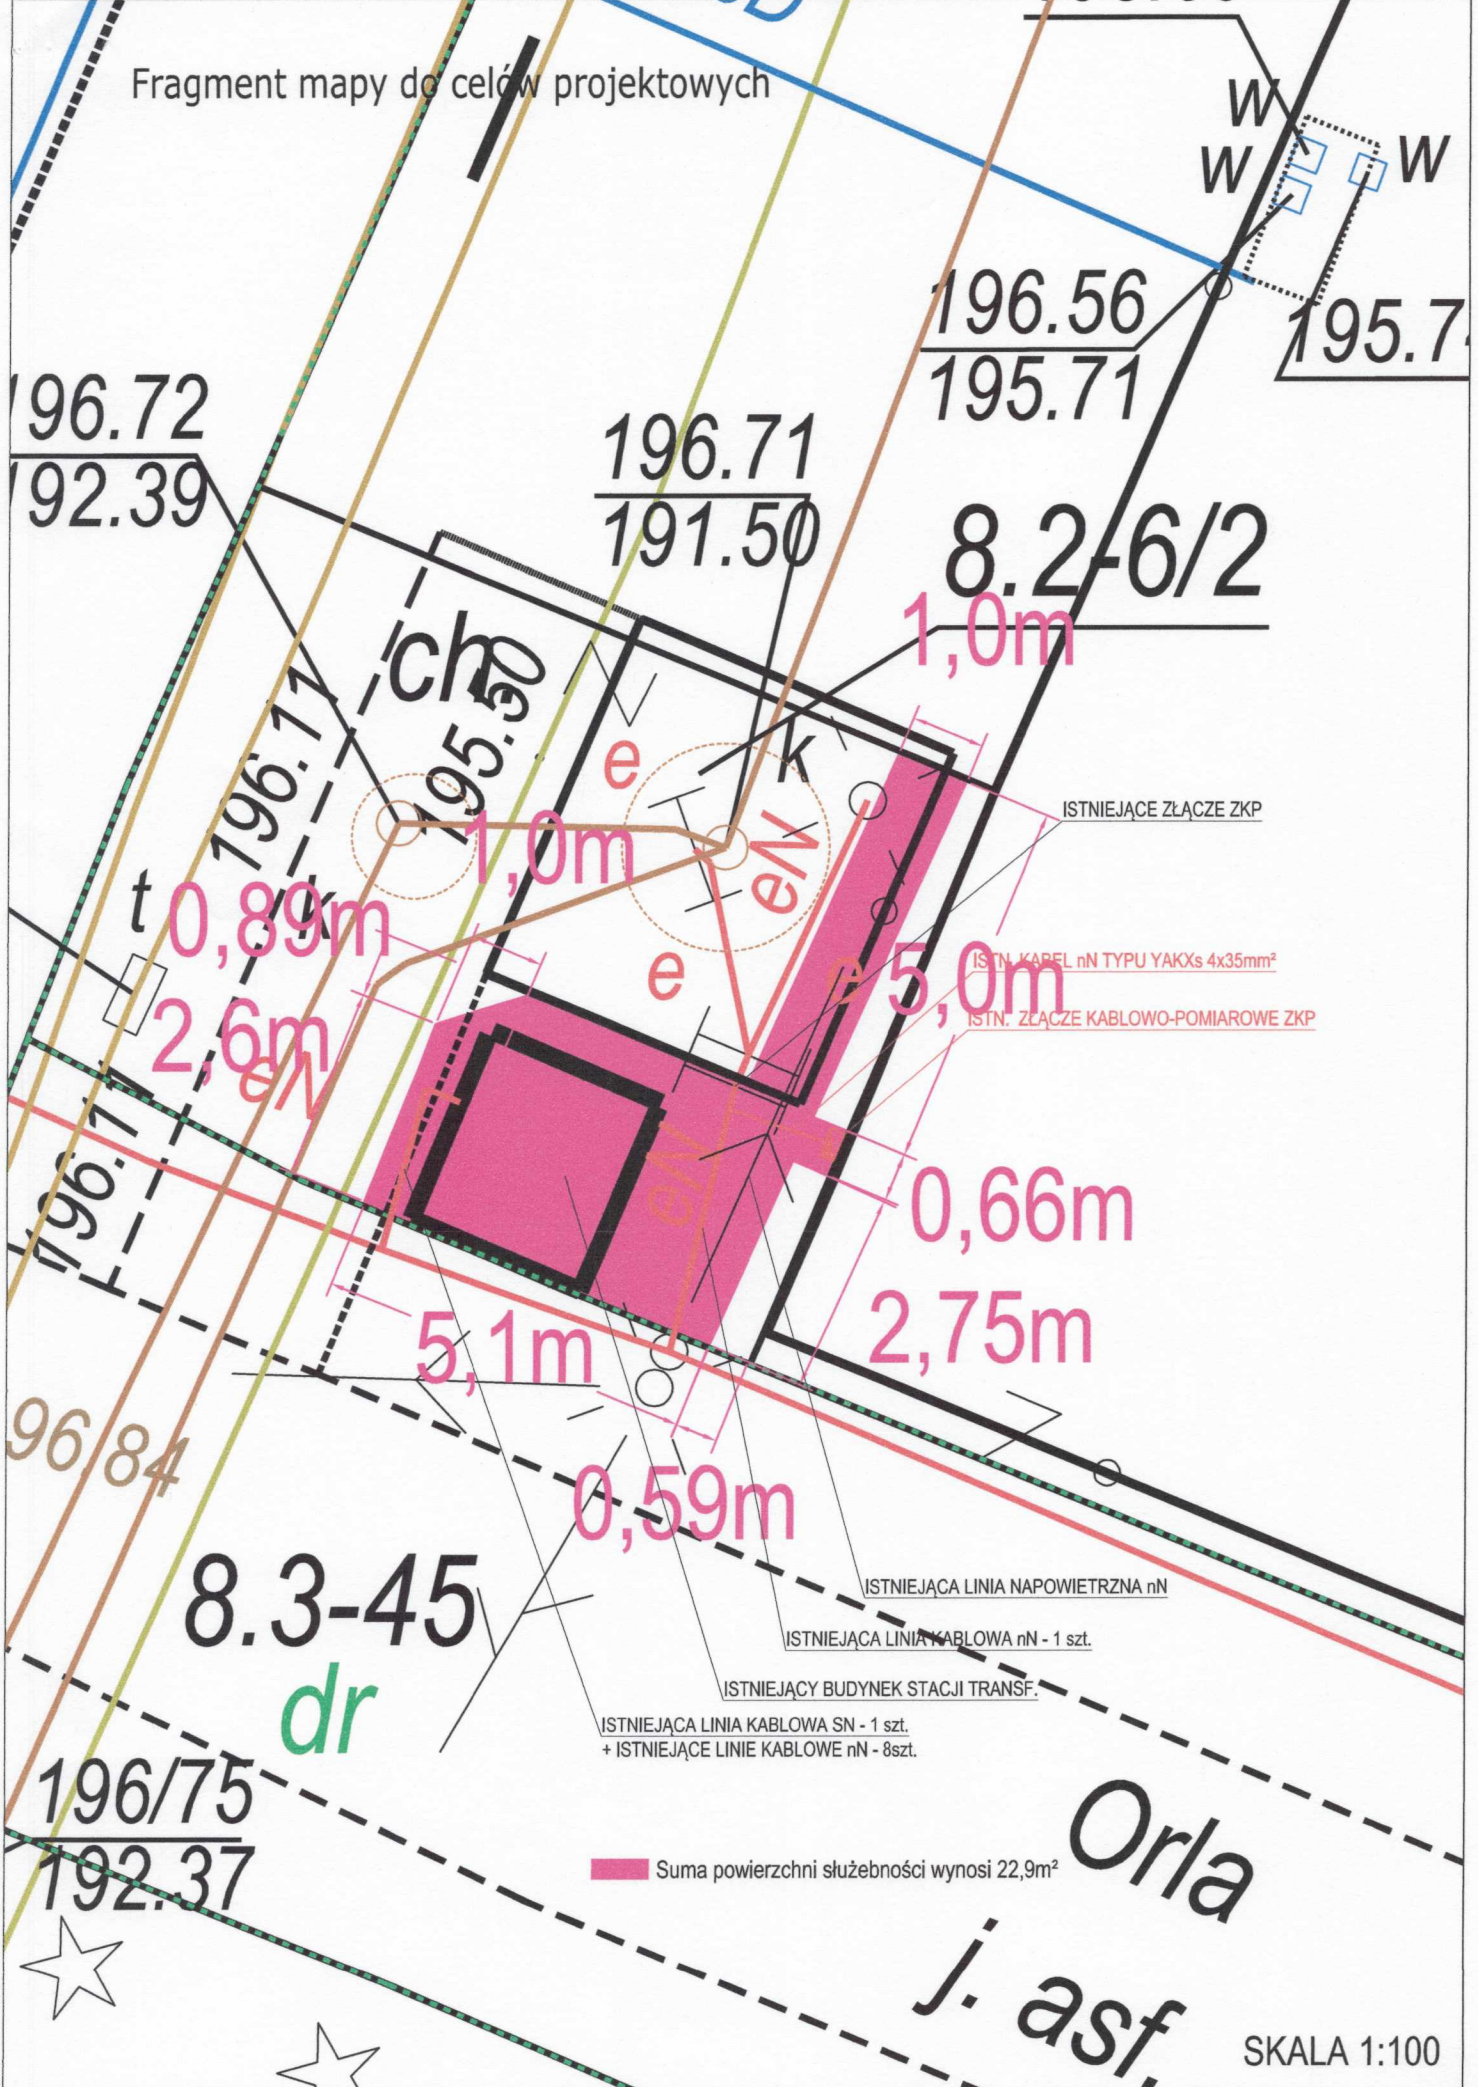 Fragment mapy do celów projektowych
w
w
w
196.56
195.71
195.7
96.72
92.39
196.71
191.50
8.2-6/2
1,0m
ch.
196.11
195.50
k
e
ISTNIEJĄCE ZŁĄCZE ZKP
1,0m
eN
t
0,89m
k
e
e
5,0m
ISTN. KABEL nN TYPU YAKXs 4x35mm²
ISTN. ZŁĄCZE KABLOWO-POMIAROWE ZKP
2,6m
eN
196.11
eN
0,66m
2,75m
5,1m
96 84
0,59m
8.3-45
dr
ISTNIEJĄCA LINIA NAPOWIETRZNA nN
ISTNIEJĄCA LINIA KABLOWA nN - 1 szt.
ISTNIEJĄCY BUDYNEK STACJI TRANSF.
ISTNIEJĄCA LINIA KABLOWA SN - 1 szt.
+ ISTNIEJĄCE LINIE KABLOWE nN - 8szt.
196/75
192.37
Suma powierzchni służebności wynosi 22,9m²
Orla
j. asf.
SKALA 1:100